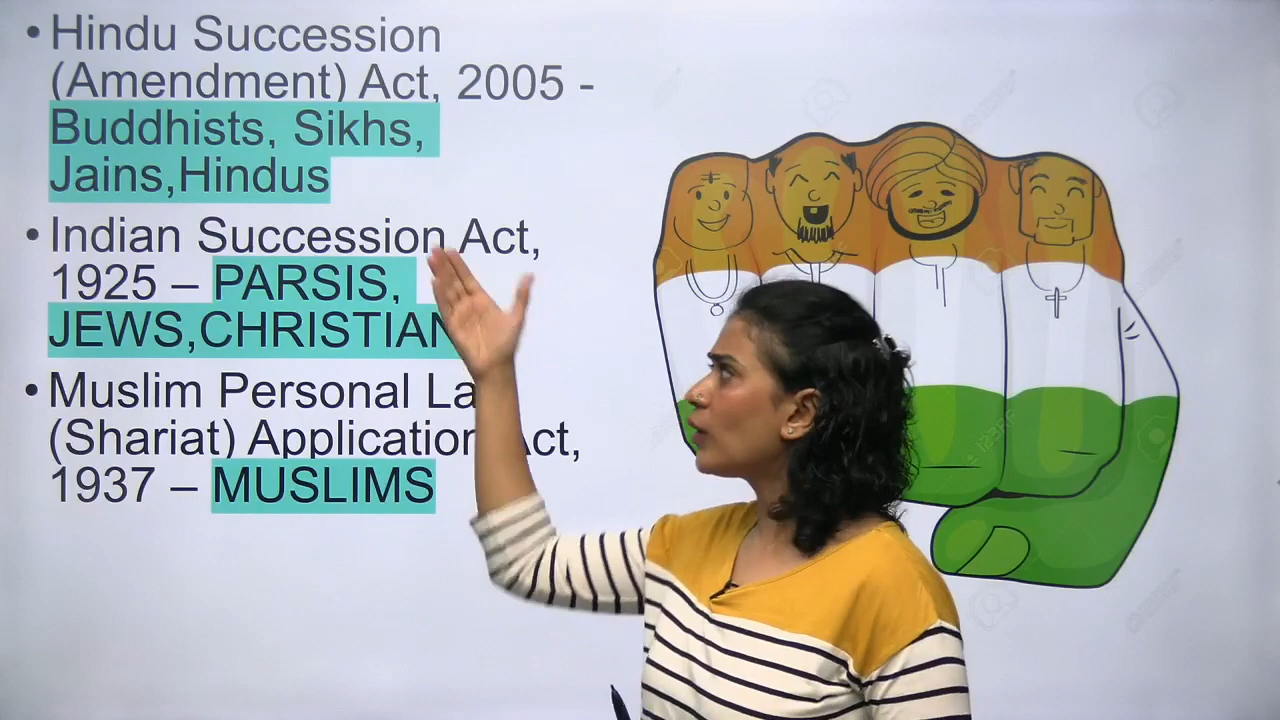 • Hindu Succession
(Amendment) Act, 2005 -
Buddhists, Sikhs,
Jains,Hindus
• Indian Succession Act,
1925 – PARSIS,
JEWS,CHRISTIAN
• Muslim Personal La
(Shariat) Application Act,
1937 – MUSLIMS